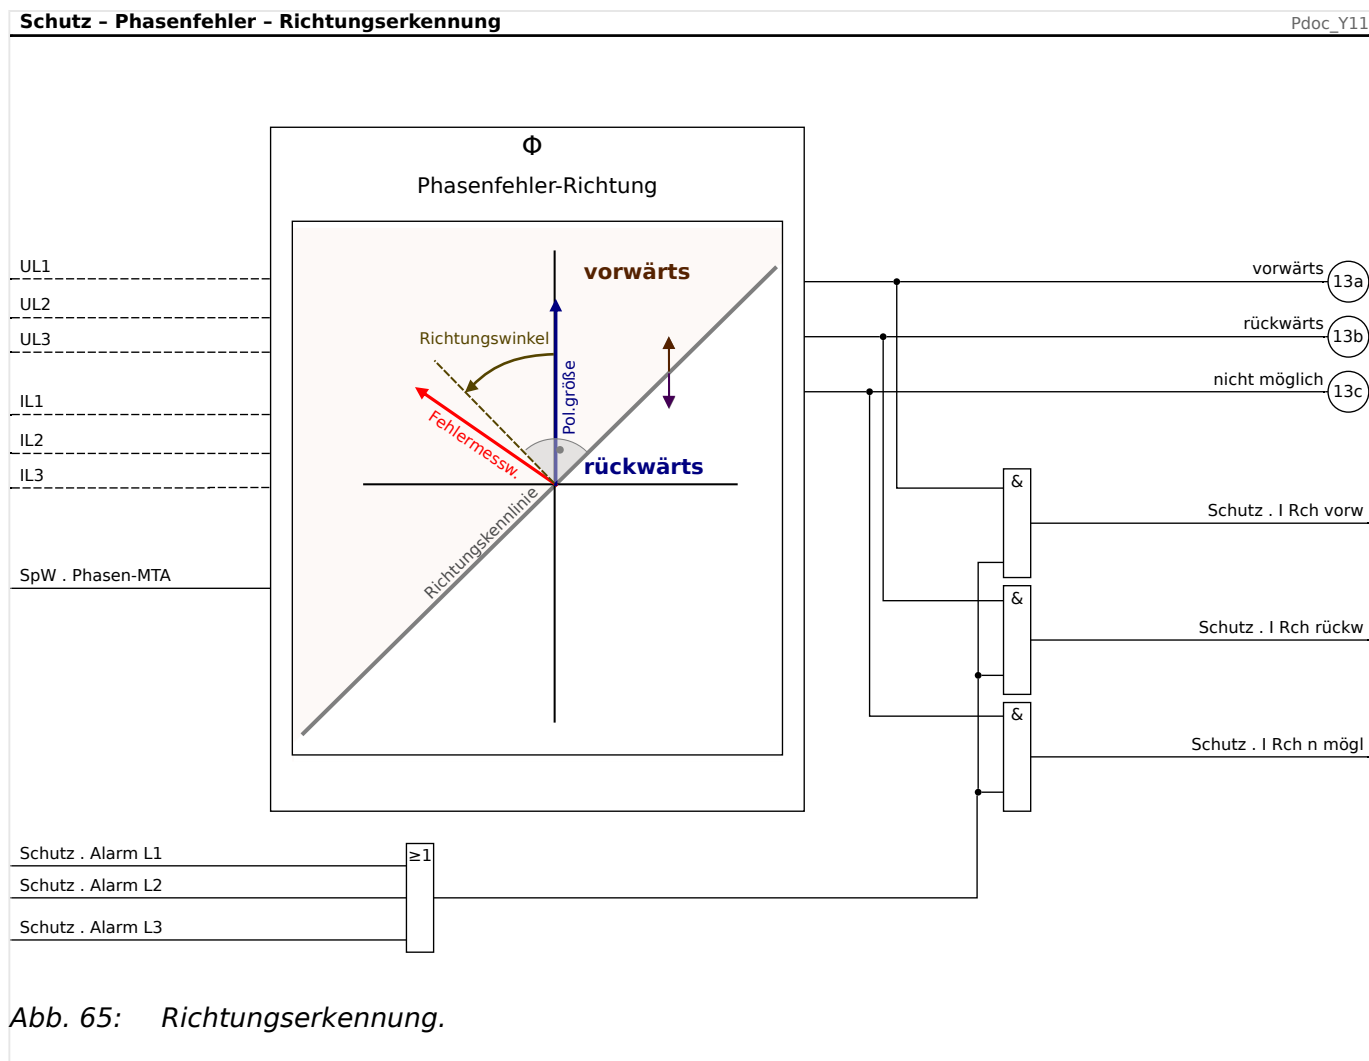 Schutz – Phasenfehler – Richtungserkennung
Pdoc_Y11
Φ
Phasenfehler-Richtung
UL1
UL2
UL3
IL1
IL2
IL3
SpW . Phasen-MTA
vorwärts
Richtungswinkel
Pol.größe
Fehlermessw.
rückwärts
Richtungskennlinie
vorwärts
13a
rückwärts
13b
nicht möglich
13c
&
Schutz . I Rch vorw
&
Schutz . I Rch rückw
&
Schutz . I Rch n mögl
Schutz . Alarm L1
≥1
Schutz . Alarm L2
Schutz . Alarm L3
Abb. 65: Richtungserkennung.